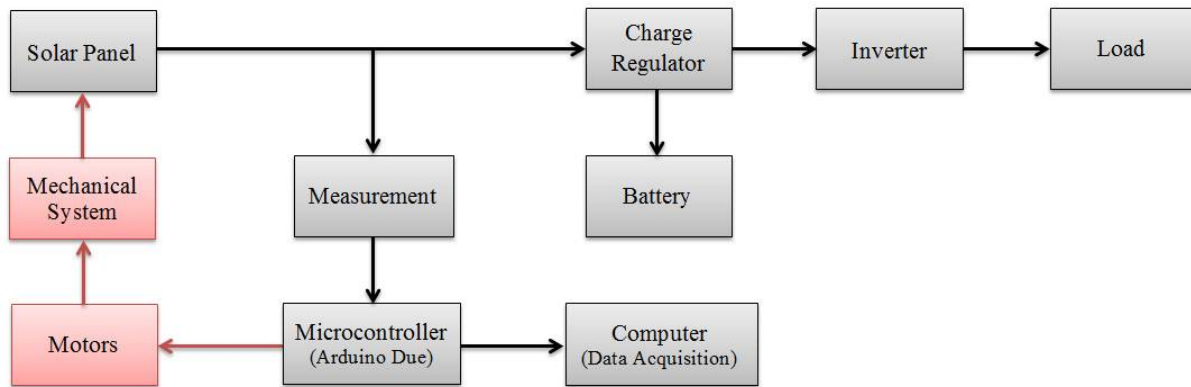 Solar Panel
Charge
Regulator
Inverter
Load
Mechanical
System
Measurement
Battery
Motors
Microcontroller
(Arduino Due)
Computer
(Data Acquisition)